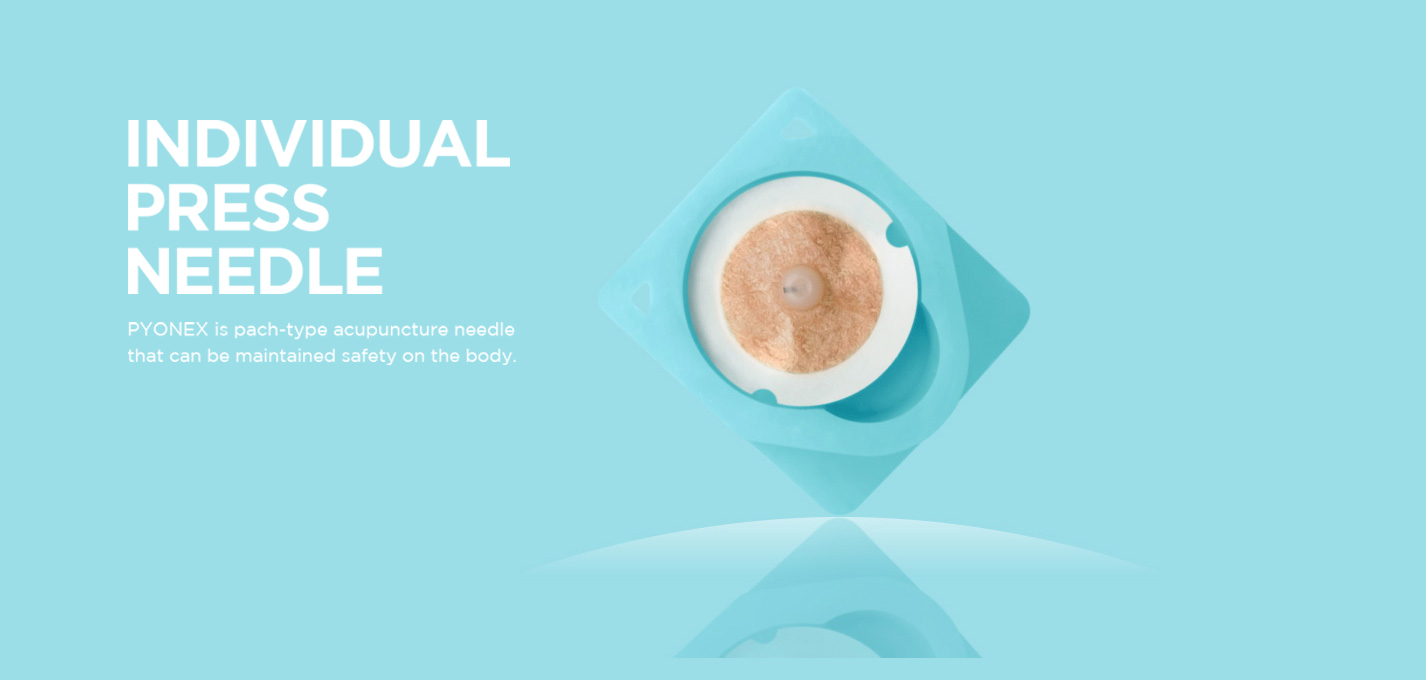 INDIVIDUAL
PRESS
NEEDLE
PYONEX is pach-type acupuncture needle
that can be maintained safety on the body.